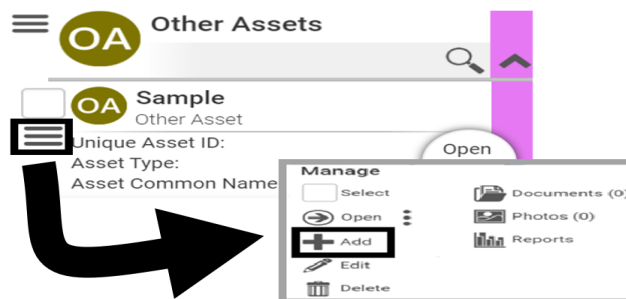 OA Other Assets
OA Sample
Other Asset
Unique Asset ID:
Asset Type:
Asset Common Name
Open
Manage
Select
Open
Add
Edit
Delete
Documents (0)
Photos (0)
Reports